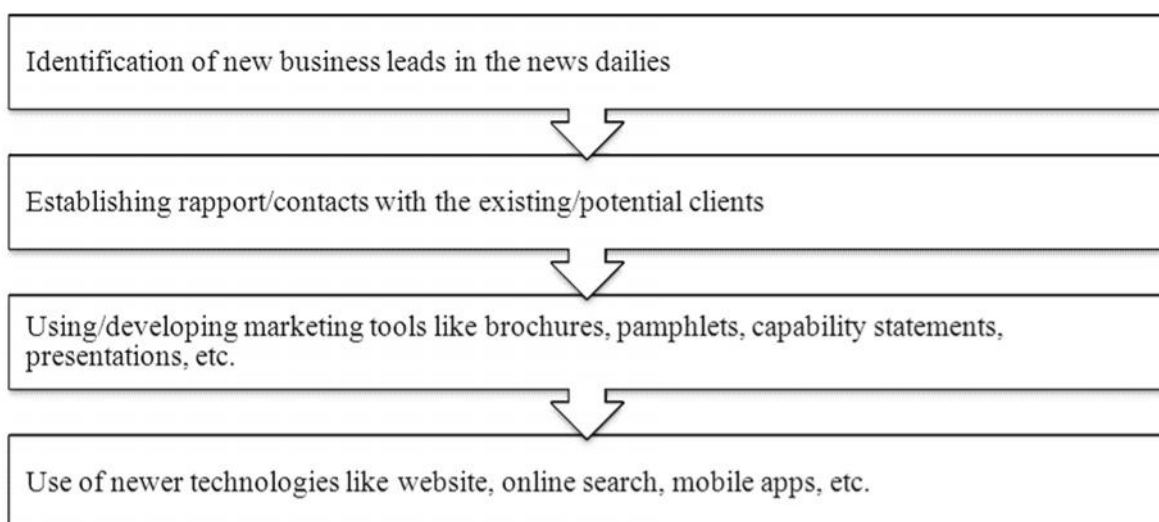 Identification of new business leads in the news dailies
Establishing rapport/contacts with the existing/potential clients
Using/developing marketing tools like brochures, pamphlets, capability statements,
presentations, etc.
Use of newer technologies like website, online search, mobile apps, etc.